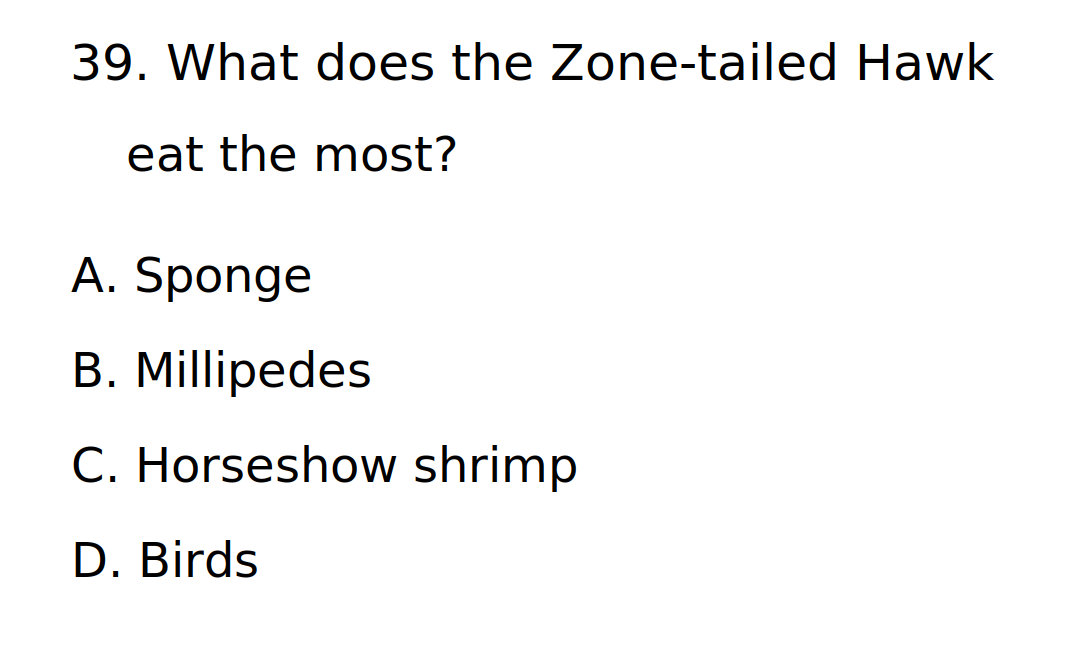 39. What does the Zone-tailed Hawk
eat the most?
A. Sponge
B. Millipedes
C. Horseshow shrimp
D. Birds